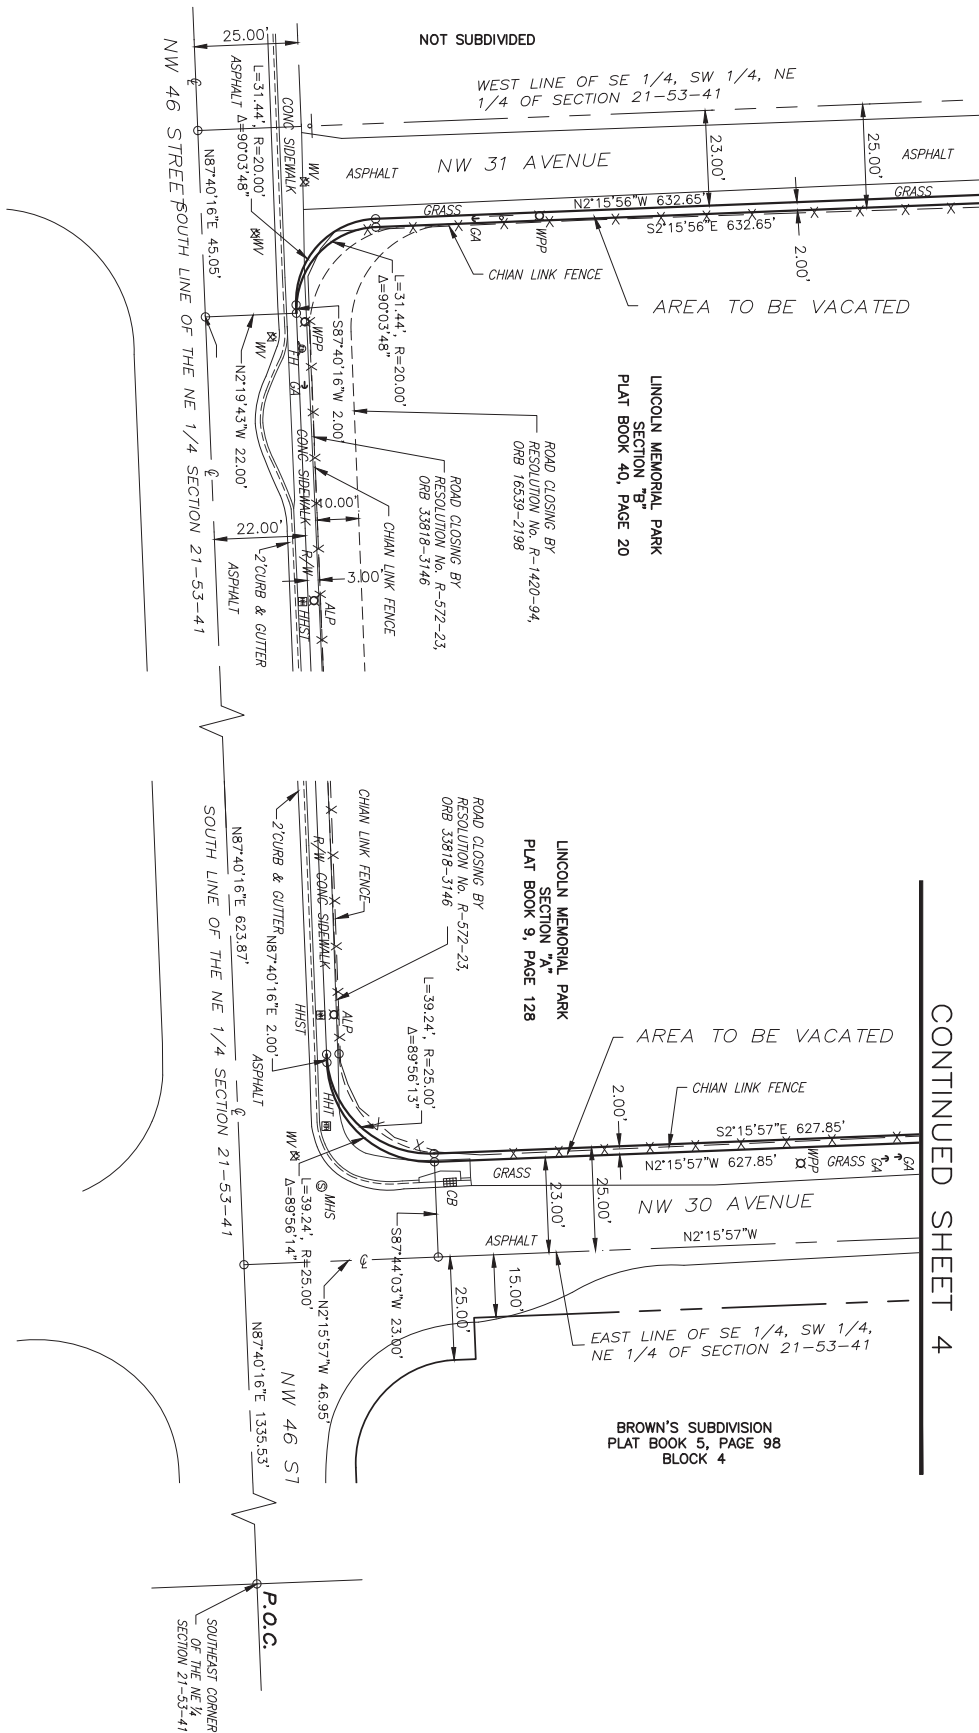 NOT SUBDIVIDED
WEST LINE OF SE 1/4, SW 1/4, NE
1/4 OF SECTION 21-53-41
NW 31 AVENUE
ASPHALT
ASPHALT
23.00'
25.00'
GRASS
GRASS
N2°15'56"W 632.65'
S2°15'56"E 632.65'
2.00'
GA
WPP
CHIAN LINK FENCE
AREA TO BE VACATED
25.00'
NW 46 STREET
ASPHALT
L=31.44', R=20.00'
Δ=90°03'48"
CONC SIDEWALK
WV
N87°40'16"E 45.05'
WV
SOUTH LINE OF THE NE 1/4 SECTION 21-53-41
L=31.44', R=20.00'
Δ=90°03'48"
S87°40'16"W 2.00'
WPP
FH
GA
WV
N2°19'43"W 22.00'
CONC SIDEWALK
LINCOLN MEMORIAL PARK
SECTION "B"
PLAT BOOK 40, PAGE 20
ROAD CLOSING BY
RESOLUTION No. R-1420-94,
ORB 16539-2198
ROAD CLOSING BY
RESOLUTION No. R-572-23,
ORB 33818-3146
CHIAN LINK FENCE
10.00'
22.00'
3.00'
R/W
ALP
HHST
2'CURB & GUTTER
ASPHALT
CHIAN LINK FENCE
ROAD CLOSING BY
RESOLUTION No. R-572-23,
ORB 33818-3146
LINCOLN MEMORIAL PARK
SECTION "A"
PLAT BOOK 9, PAGE 128
2'CURB & GUTTER
R/W CONC SIDEWALK
N87°40'16"E 623.87'
SOUTH LINE OF THE NE 1/4 SECTION 21-53-41
N87°40'16"E 2.00'
HHST
ALP
ASPHALT
L=39.24', R=25.00'
Δ=89°56'13"
HHT
WV
MHS
S
L=39.24', R=25.00'
Δ=89°56'14"
AREA TO BE VACATED
CHIAN LINK FENCE
2.00'
S2°15'57"E 627.85'
N2°15'57"W 627.85'
WPP
GRASS
GA
GA
GRASS
CB
23.00'
25.00'
NW 30 AVENUE
N2°15'57"W
ASPHALT
S87°44'03"W 23.00'
25.00'
15.00'
EAST LINE OF SE 1/4, SW 1/4,
NE 1/4 OF SECTION 21-53-41
N2°15'57"W 46.95'
NW 46 ST
N87°40'16"E 1335.53'
BROWN'S SUBDIVISION
PLAT BOOK 5, PAGE 98
BLOCK 4
CONTINUED SHEET 4
P.O.C.
SOUTHEAST CORNER
OF THE NE ¼
SECTION 21-53-41